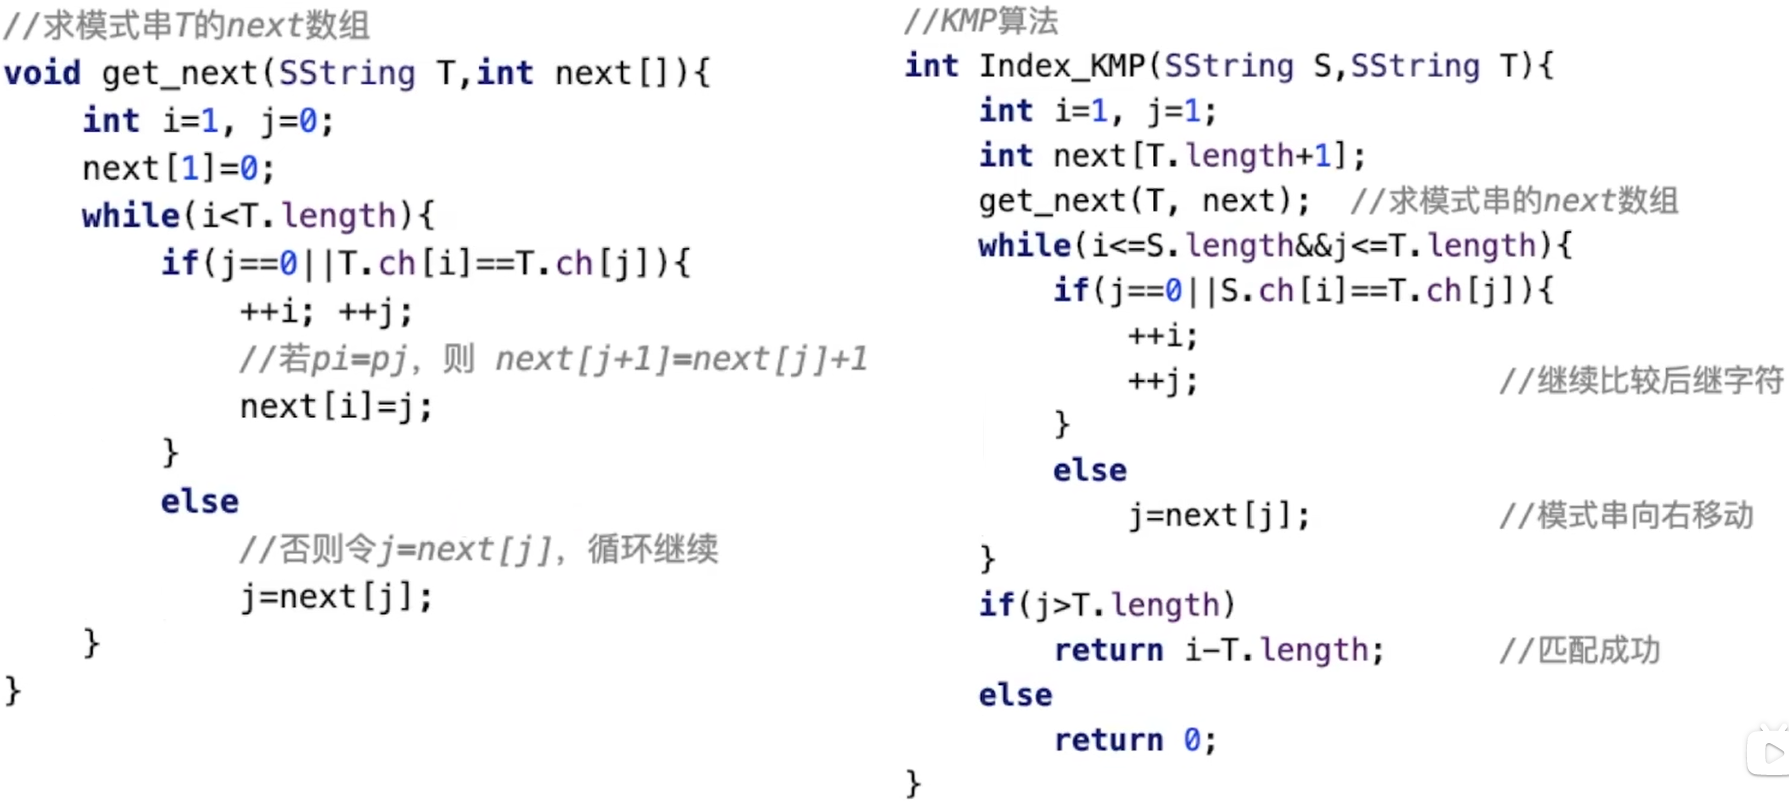 //求模式串T的next数组
void get_next(SString T,int next[]){
    int i=1, j=0;
    next[1]=0;
    while(i<T.length){
        if(j==0||T.ch[i]==T.ch[j]){
            ++i; ++j;
            //若pi=pj，则 next[j+1]=next[j]+1
            next[i]=j;
        }
        else
            //否则令j=next[j]，循环继续
            j=next[j];
    }
}
//KMP算法
int Index_KMP(SString S,SString T){
    int i=1, j=1;
    int next[T.length+1];
    get_next(T, next);  //求模式串的next数组
    while(i<=S.length&&j<=T.length){
        if(j==0||S.ch[i]==T.ch[j]){
            ++i;
            ++j;                //继续比较后继字符
        }
        else
            j=next[j];          //模式串向右移动
    }
    if(j>T.length)
        return i-T.length;      //匹配成功
    else
        return 0;
}